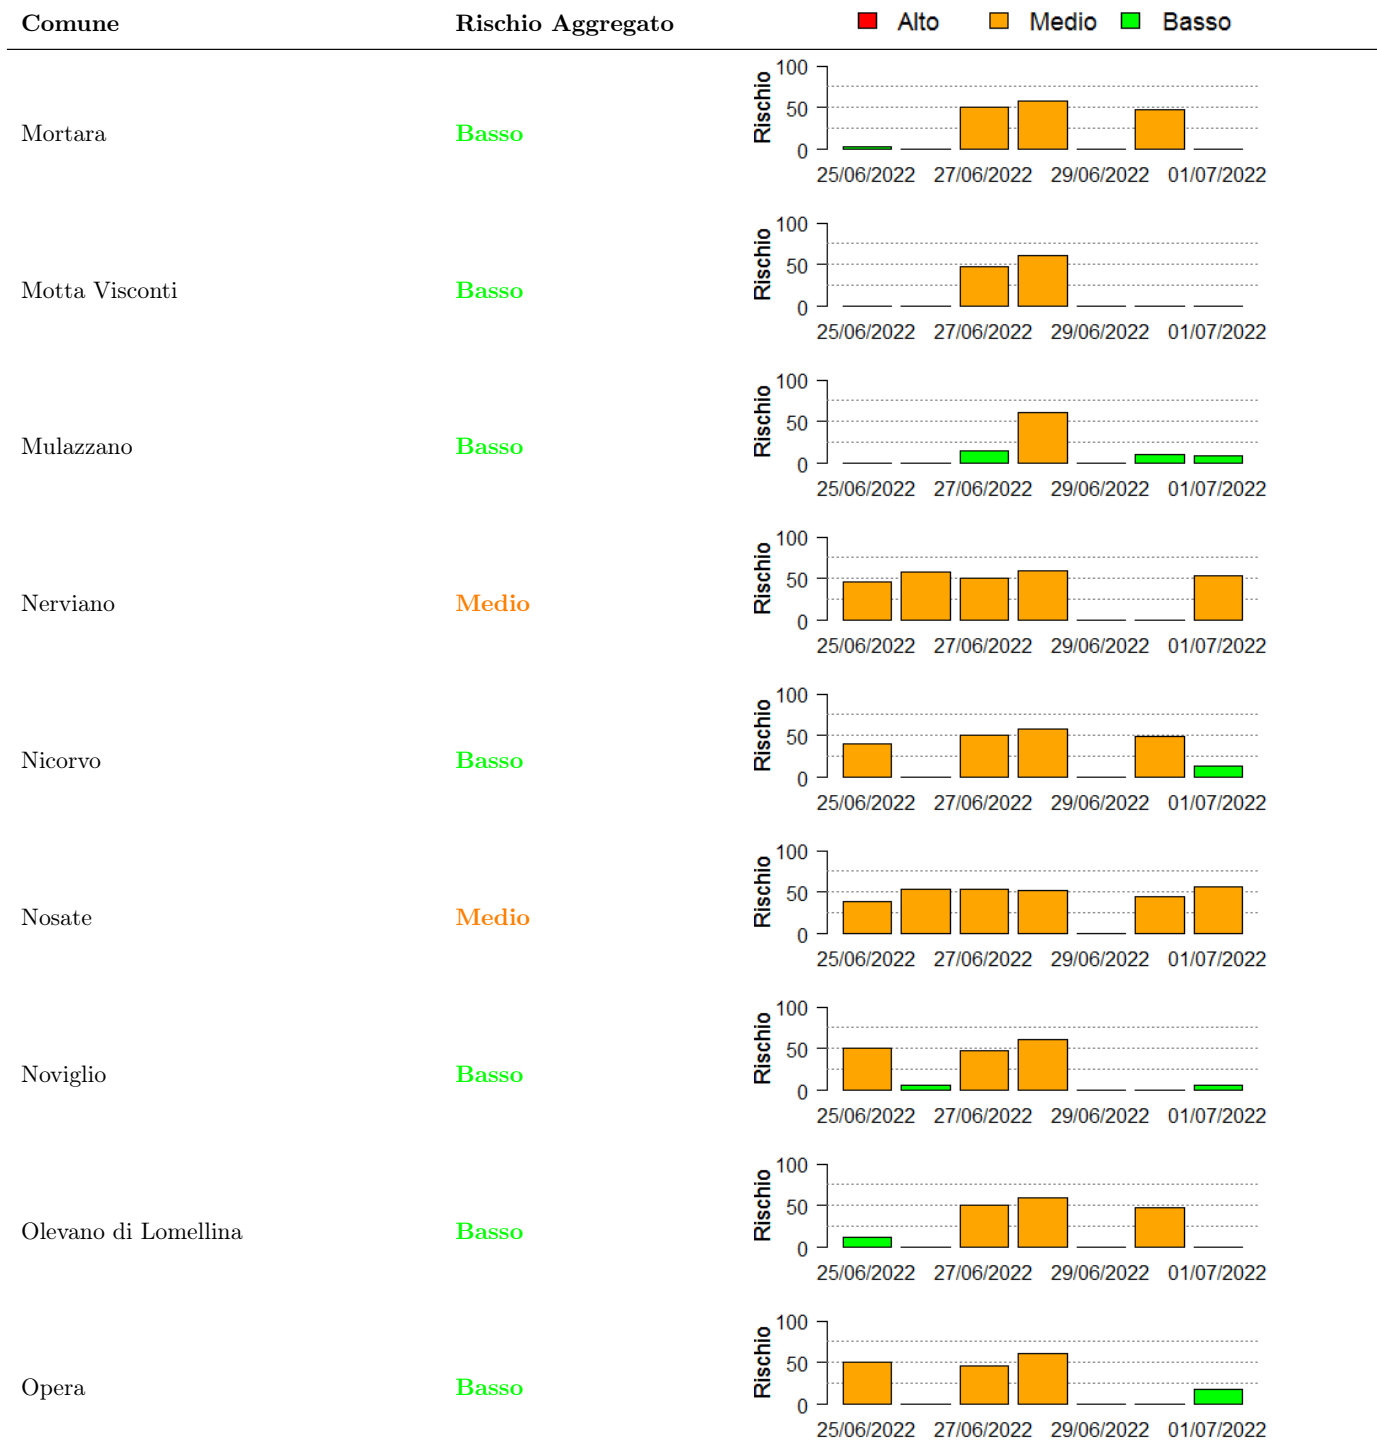 Comune Rischio Aggregato Alto Medio Basso
100
50
0
Rischio
Mortara Basso
25/06/2022 27/06/2022 29/06/2022 01/07/2022
100
50
0
Rischio
Motta Visconti Basso
25/06/2022 27/06/2022 29/06/2022 01/07/2022
100
50
0
Rischio
Mulazzano Basso
25/06/2022 27/06/2022 29/06/2022 01/07/2022
100
50
0
Rischio
Nerviano Medio
25/06/2022 27/06/2022 29/06/2022 01/07/2022
100
50
0
Rischio
Nicorvo Basso
25/06/2022 27/06/2022 29/06/2022 01/07/2022
100
50
0
Rischio
Nosate Medio
25/06/2022 27/06/2022 29/06/2022 01/07/2022
100
50
0
Rischio
Noviglio Basso
25/06/2022 27/06/2022 29/06/2022 01/07/2022
100
50
0
Rischio
Olevano di Lomellina Basso
25/06/2022 27/06/2022 29/06/2022 01/07/2022
100
50
0
Rischio
Opera Basso
25/06/2022 27/06/2022 29/06/2022 01/07/2022